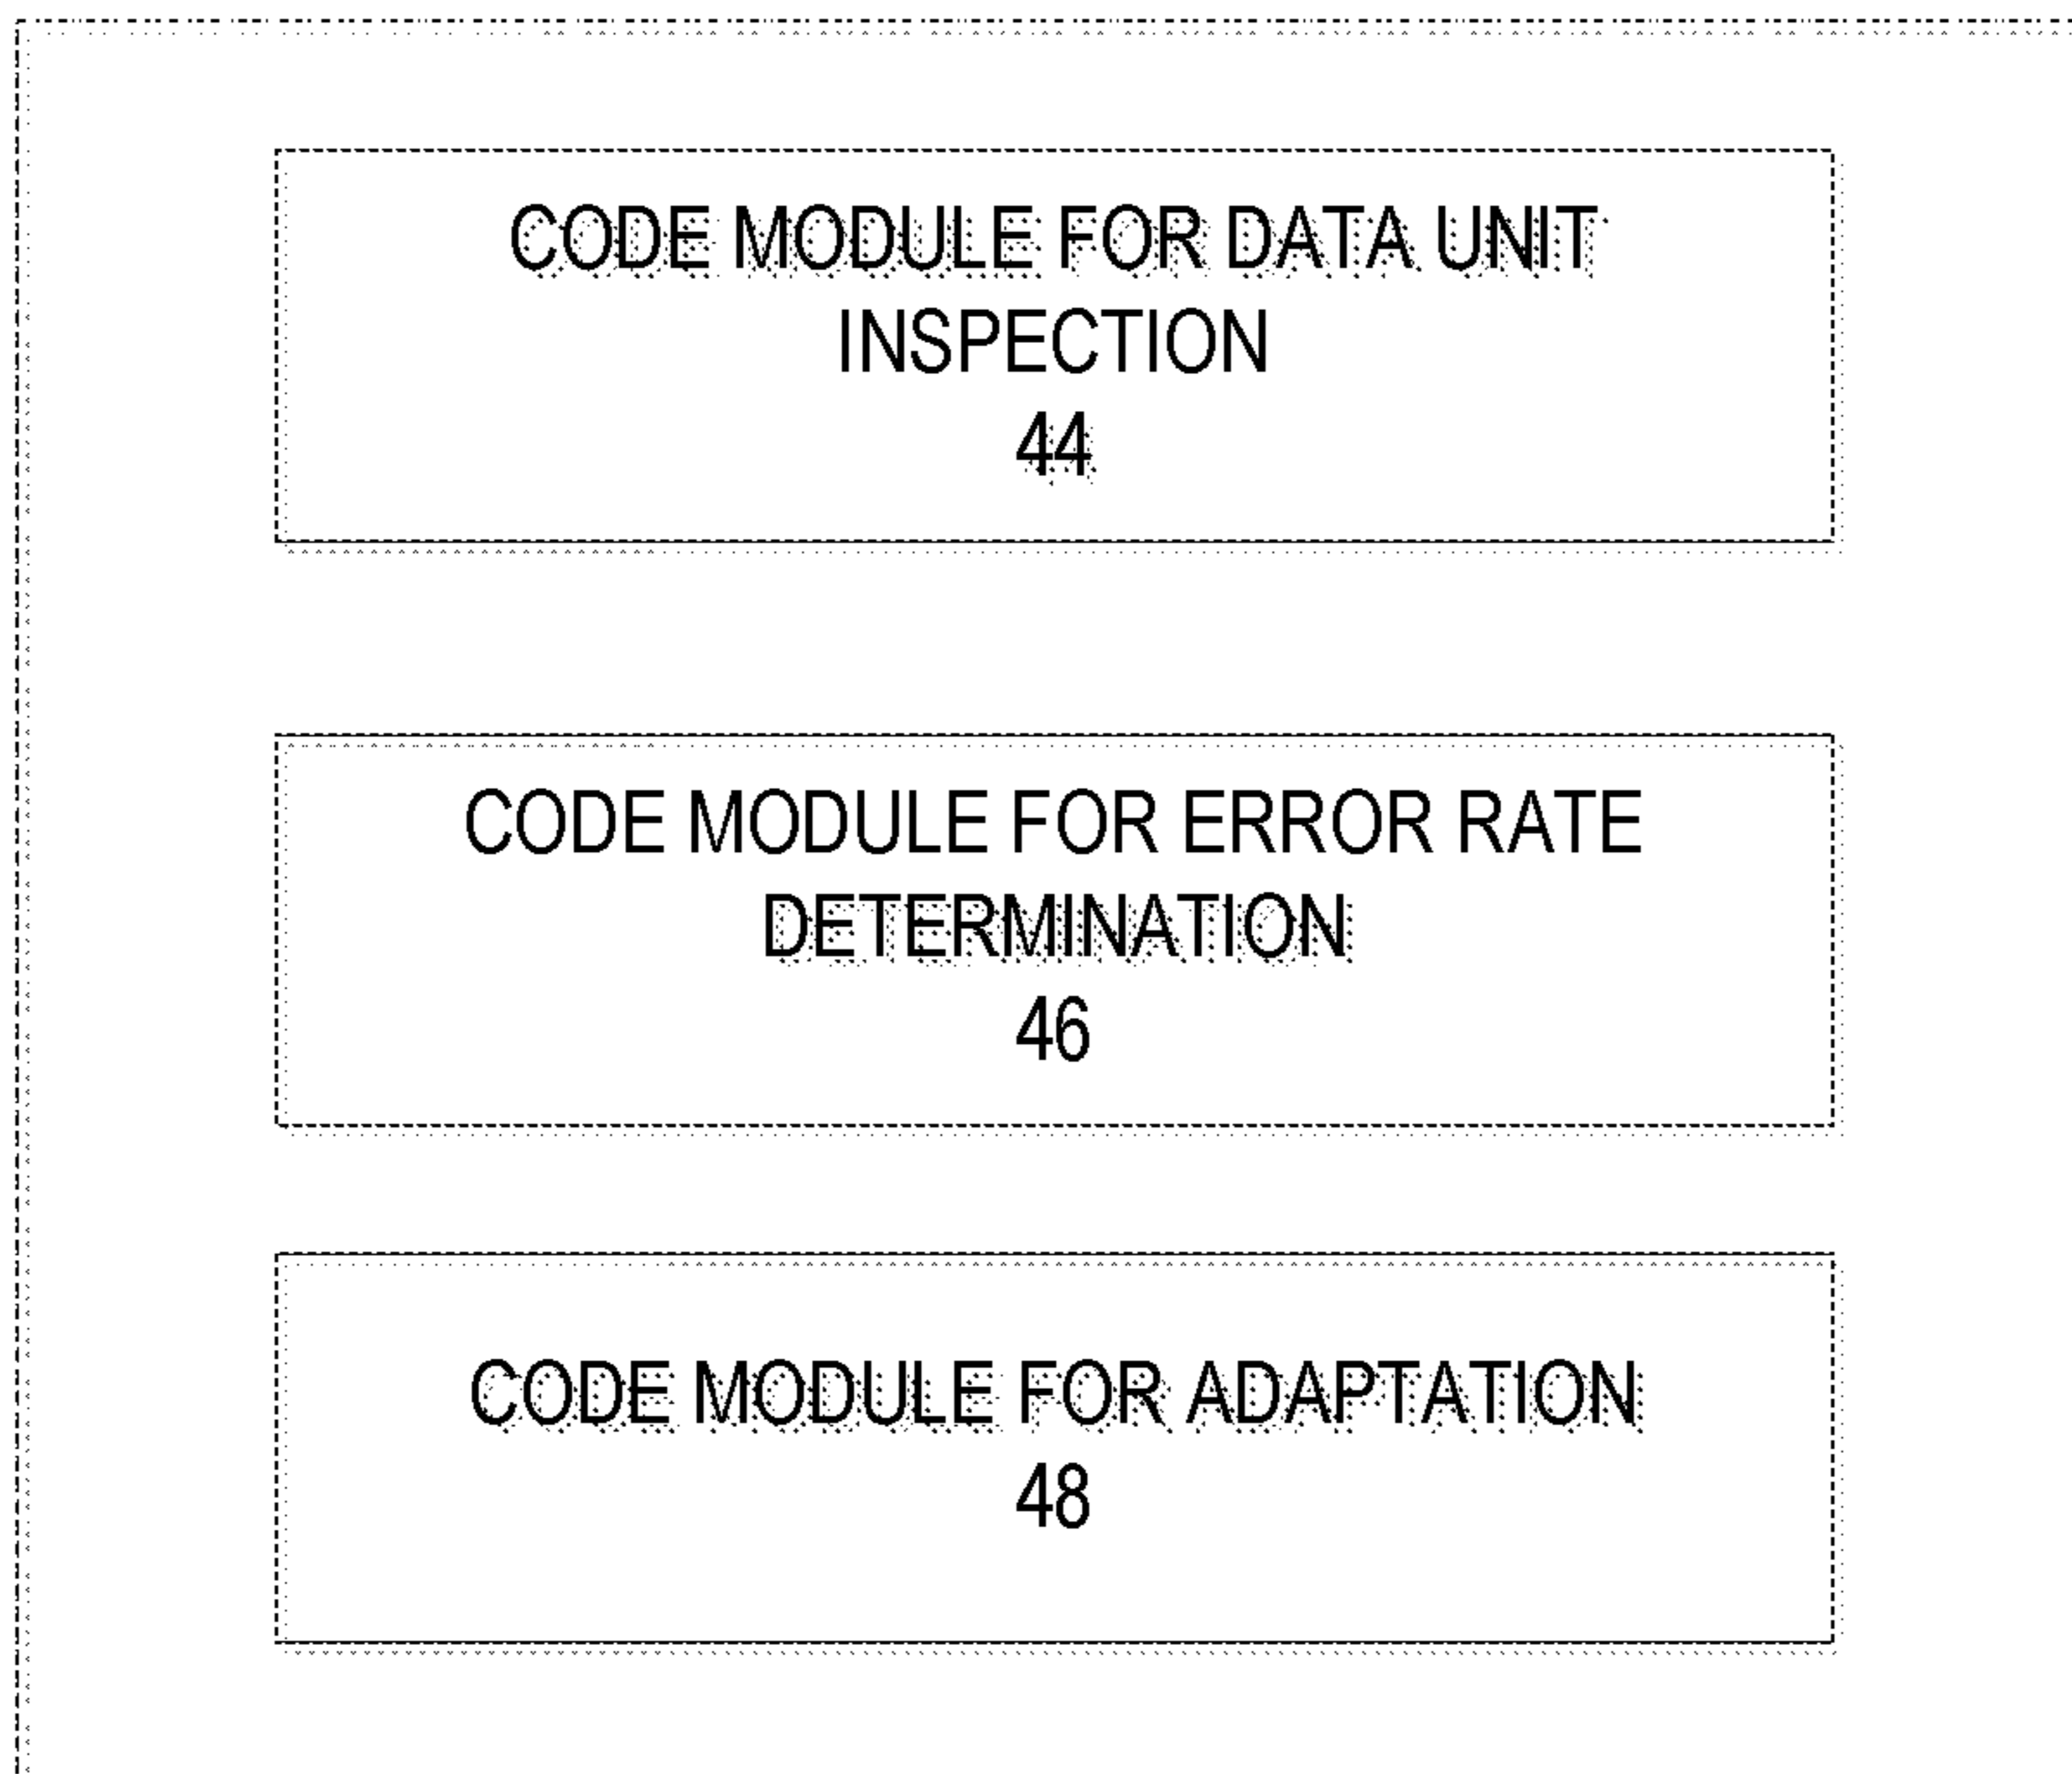 CODE MODULE FOR DATA UNIT
INSPECTION
44
CODE MODULE FOR ERROR RATE
DETERMINATION
46
CODE MODULE FOR ADAPTATION
48